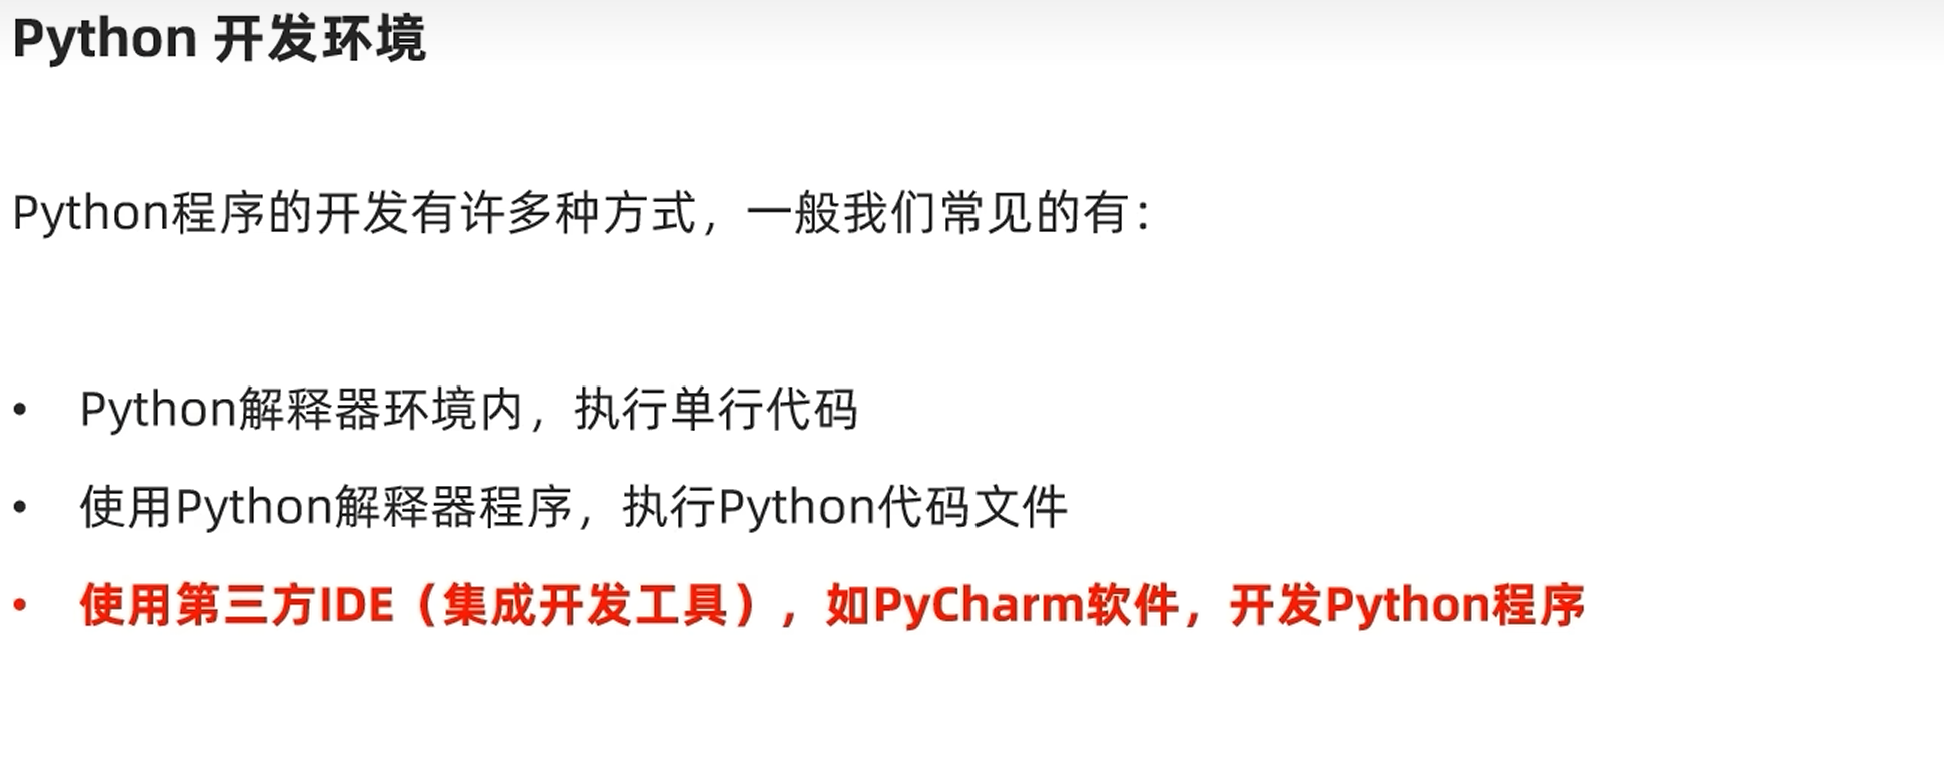 Python 开发环境
Python程序的开发有许多种方式，一般我们常见的有：
• Python解释器环境内，执行单行代码
• 使用Python解释器程序，执行Python代码文件
• 使用第三方IDE（集成开发工具），如PyCharm软件，开发Python程序